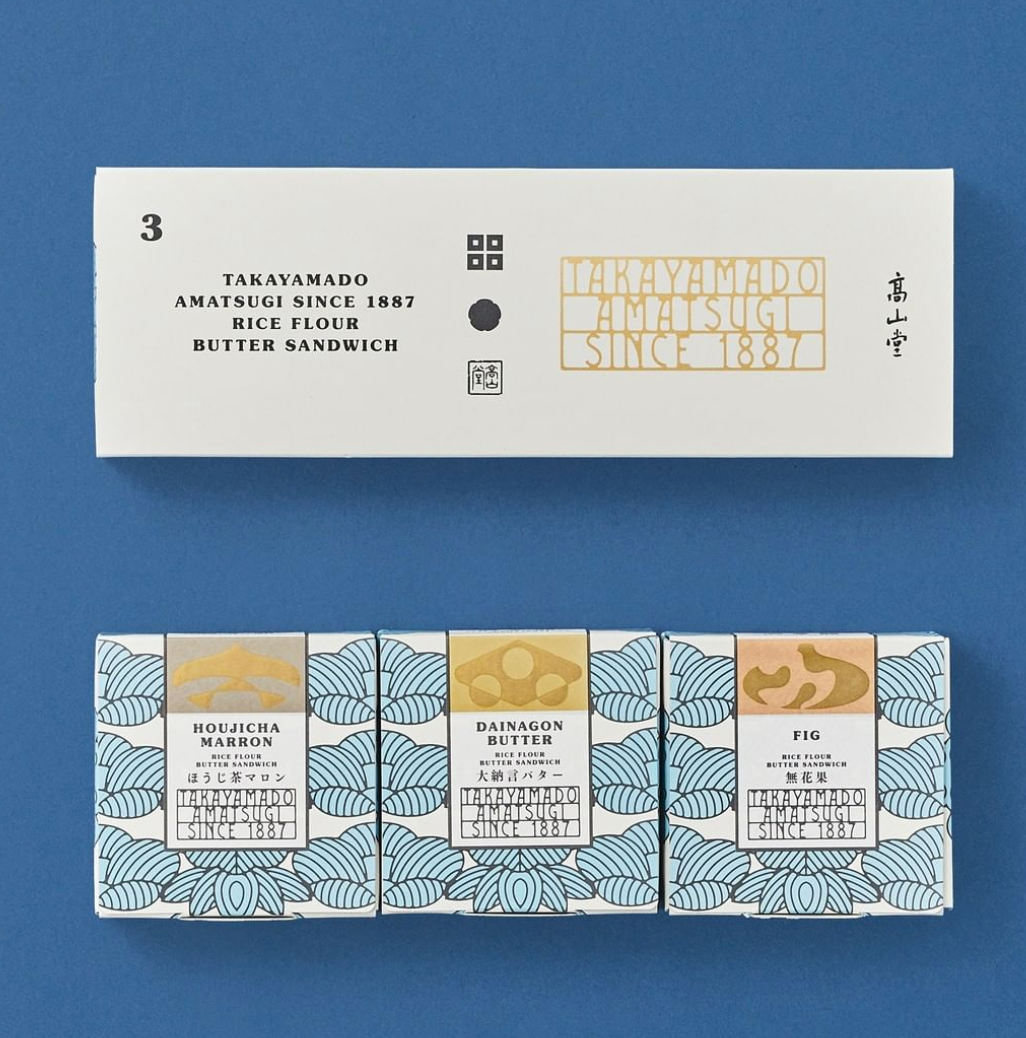 3
TAKAYAMADO
AMATSUGI SINCE 1887
RICE FLOUR
BUTTER SANDWICH
高山堂
TAKAYAMADO
AMATSUGI
SINCE 1887
髙山堂
HOUJICHA
MARRON
RICE FLOUR
BUTTER SANDWICH
ほうじ茶マロン
TAKAYAMADO
AMATSUGI
SINCE 1887
DAINAGON
BUTTER
RICE FLOUR
BUTTER SANDWICH
大納言バター
TAKAYAMADO
AMATSUGI
SINCE 1887
FIG
RICE FLOUR
BUTTER SANDWICH
無花果
TAKAYAMADO
AMATSUGI
SINCE 1887